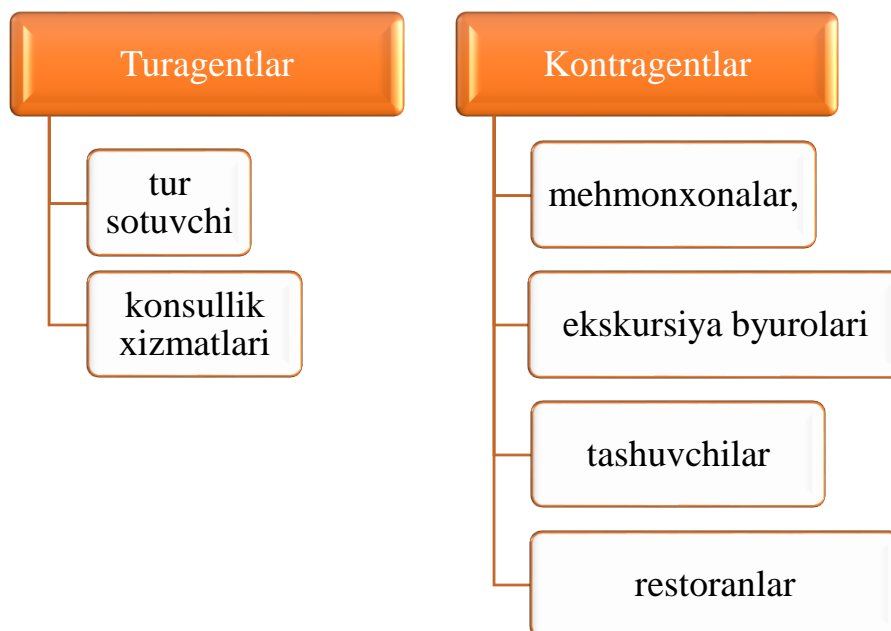 Turagentlar
tur
sotuvchi
konsullik
xizmatlari
Kontragentlar
mehmonxonalar,
ekskursiya byurolari
tashuvchilar
restoranlar